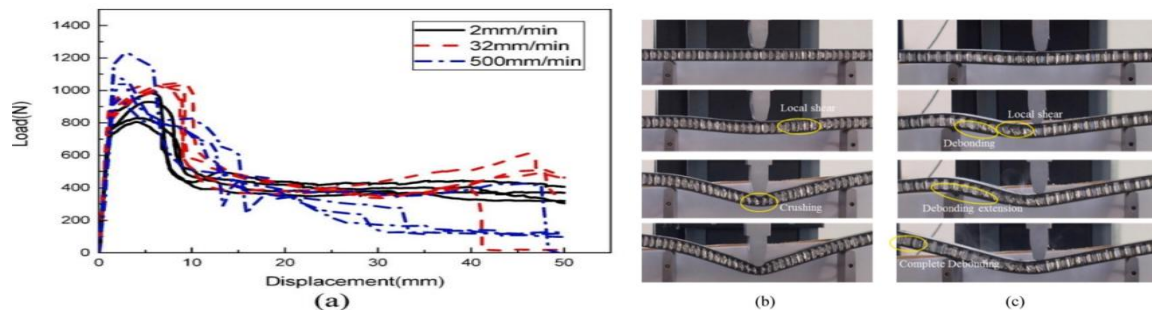 1400
1200
1000
800
600
400
200
0
Load(N)
0
10
20
30
40
50
Displacement(mm)
2mm/min
32mm/min
500mm/min
(a)
Local shear
Crushing
(b)
Local shear
Debonding
Debonding extension
Complete Debonding
(c)